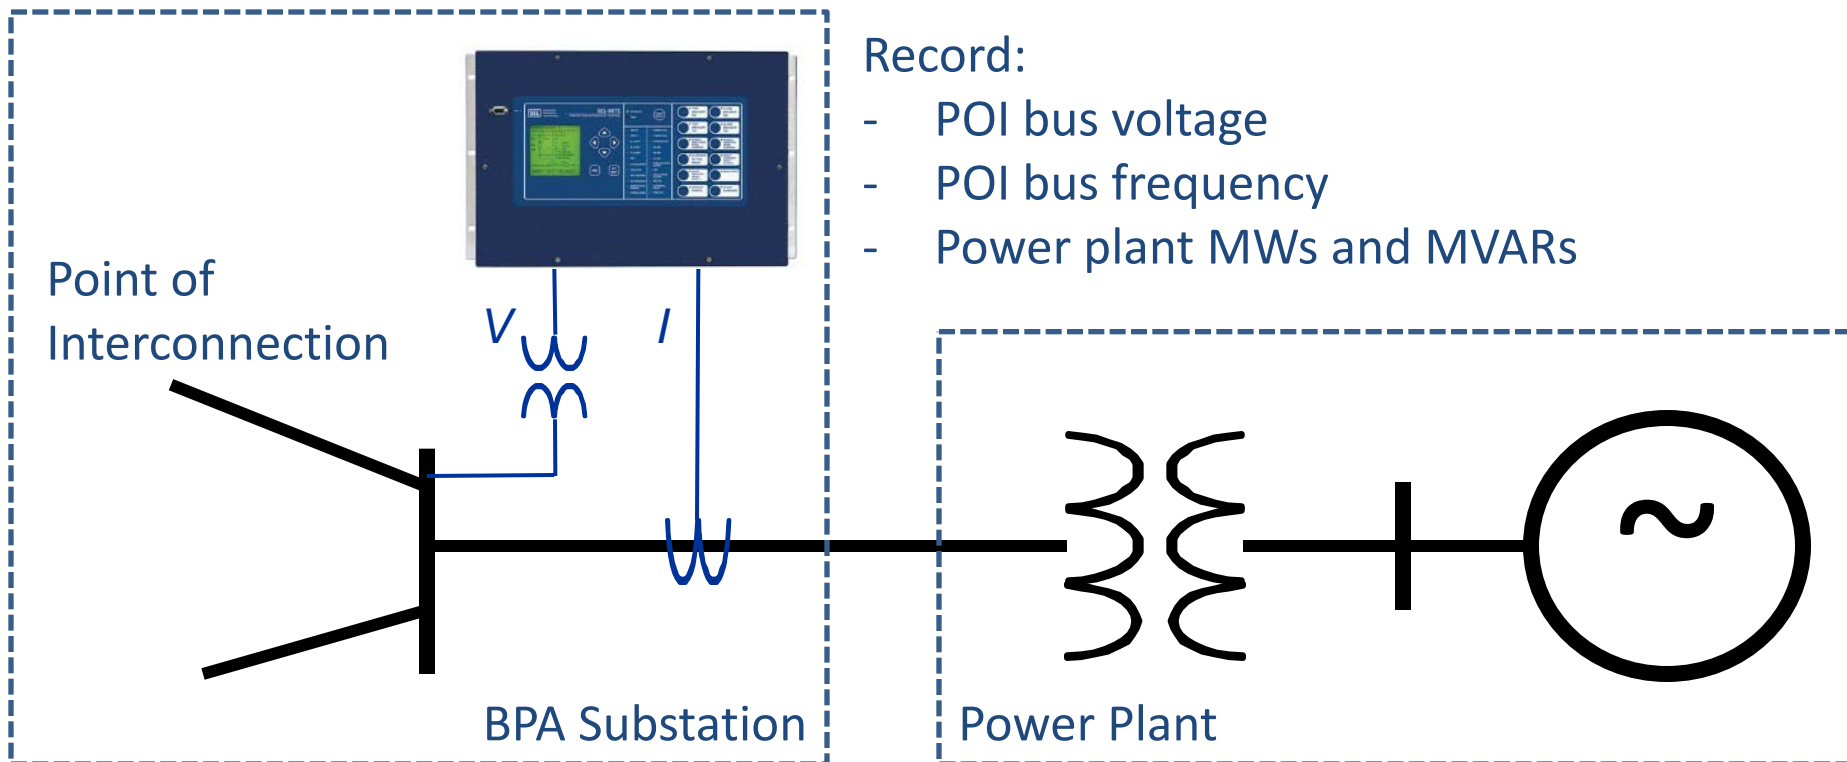 Record:
- POI bus voltage
- POI bus frequency
- Power plant MWs and MVARs
Point of
Interconnection
V
I
SEL
~
BPA Substation
Power Plant